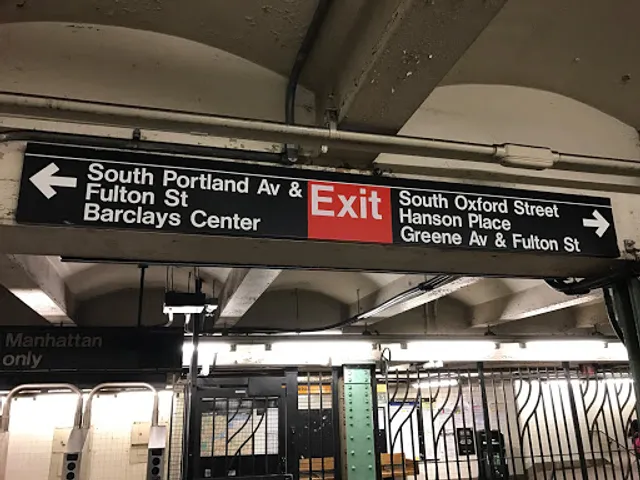 South Portland Av &
Fulton St
Barclays Center
Exit
South Oxford Street
Hanson Place
Greene Av & Fulton St
Manhattan
only